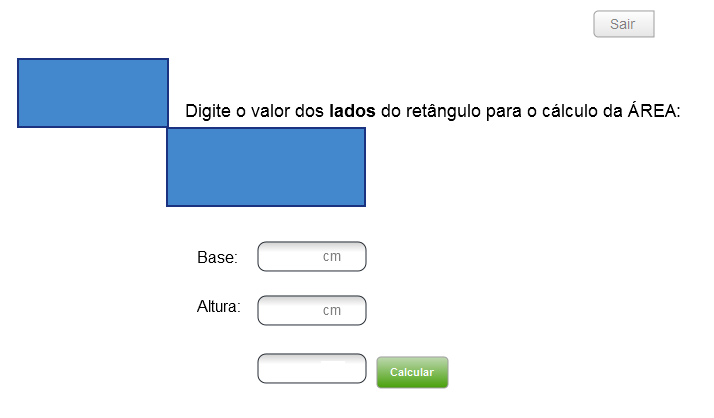 Sair
Digite o valor dos lados do retângulo para o cálculo da ÁREA:
Base: cm
Altura: cm
Calcular